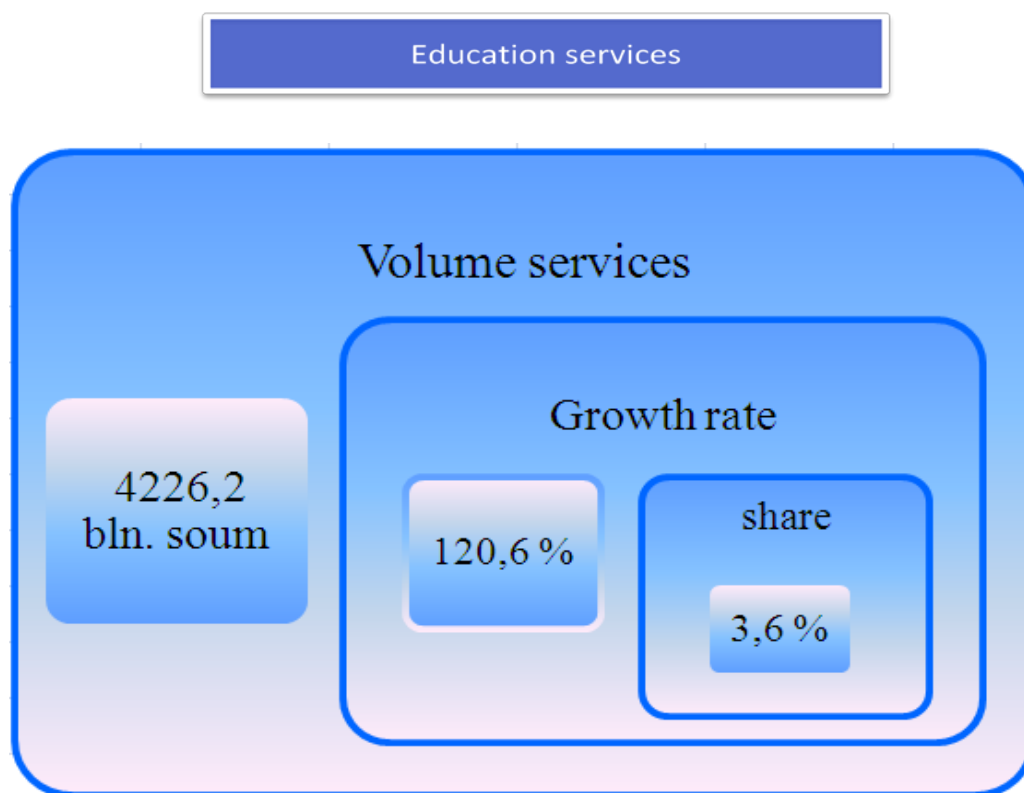 Education services
Volume services
4226,2
bln. soum
Growth rate
120,6 %
share
3,6 %